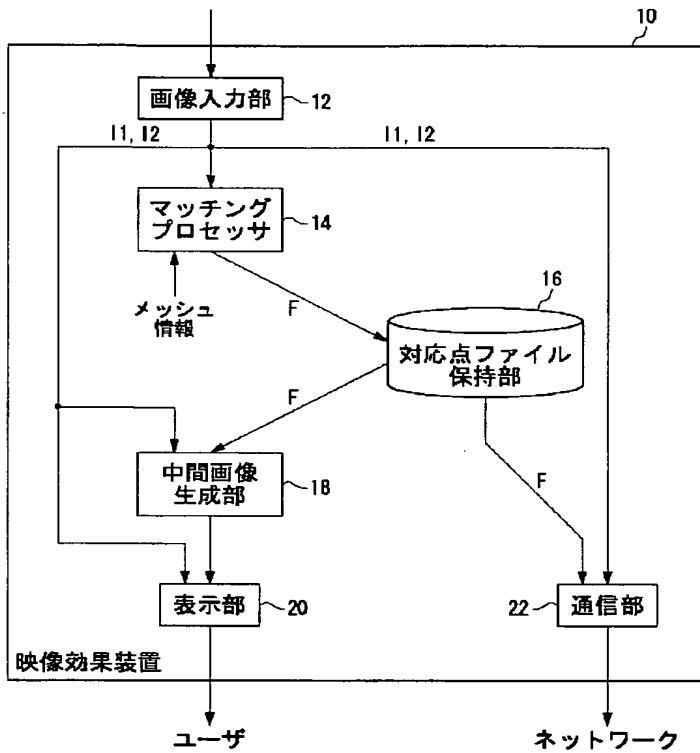 10
画像入力部
12
I1, I2
I1, I2
マッチング
プロセッサ
14
メッシュ
情報
F
16
対応点ファイル
保持部
F
中間画像
生成部
18
F
表示部
20
22
通信部
映像効果装置
ユーザ
ネットワーク